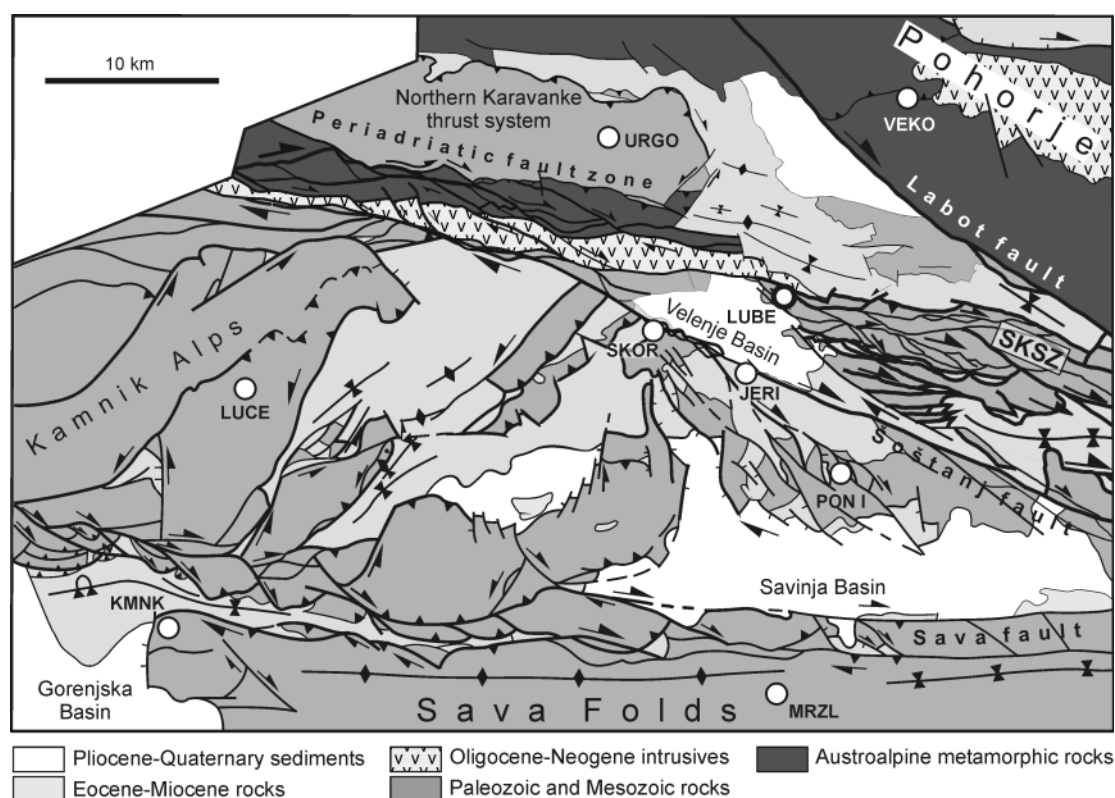 10 km
Northern Karavanke
thrust system
URGO
Pohorje
VEKO
Periadriatic fault zone
Labot fault
LUBE
Velenje Basin
SKSZ
SKOR
JERI
Kamnik Alps
LUCE
Šoštanj fault
PON I
Savinja Basin
KMNK
Sava fault
Gorenjska
Basin
Sava Folds
MRZL
Pliocene-Quaternary sediments
Oligocene-Neogene intrusives
Austroalpine metamorphic rocks
Eocene-Miocene rocks
Paleozoic and Mesozoic rocks